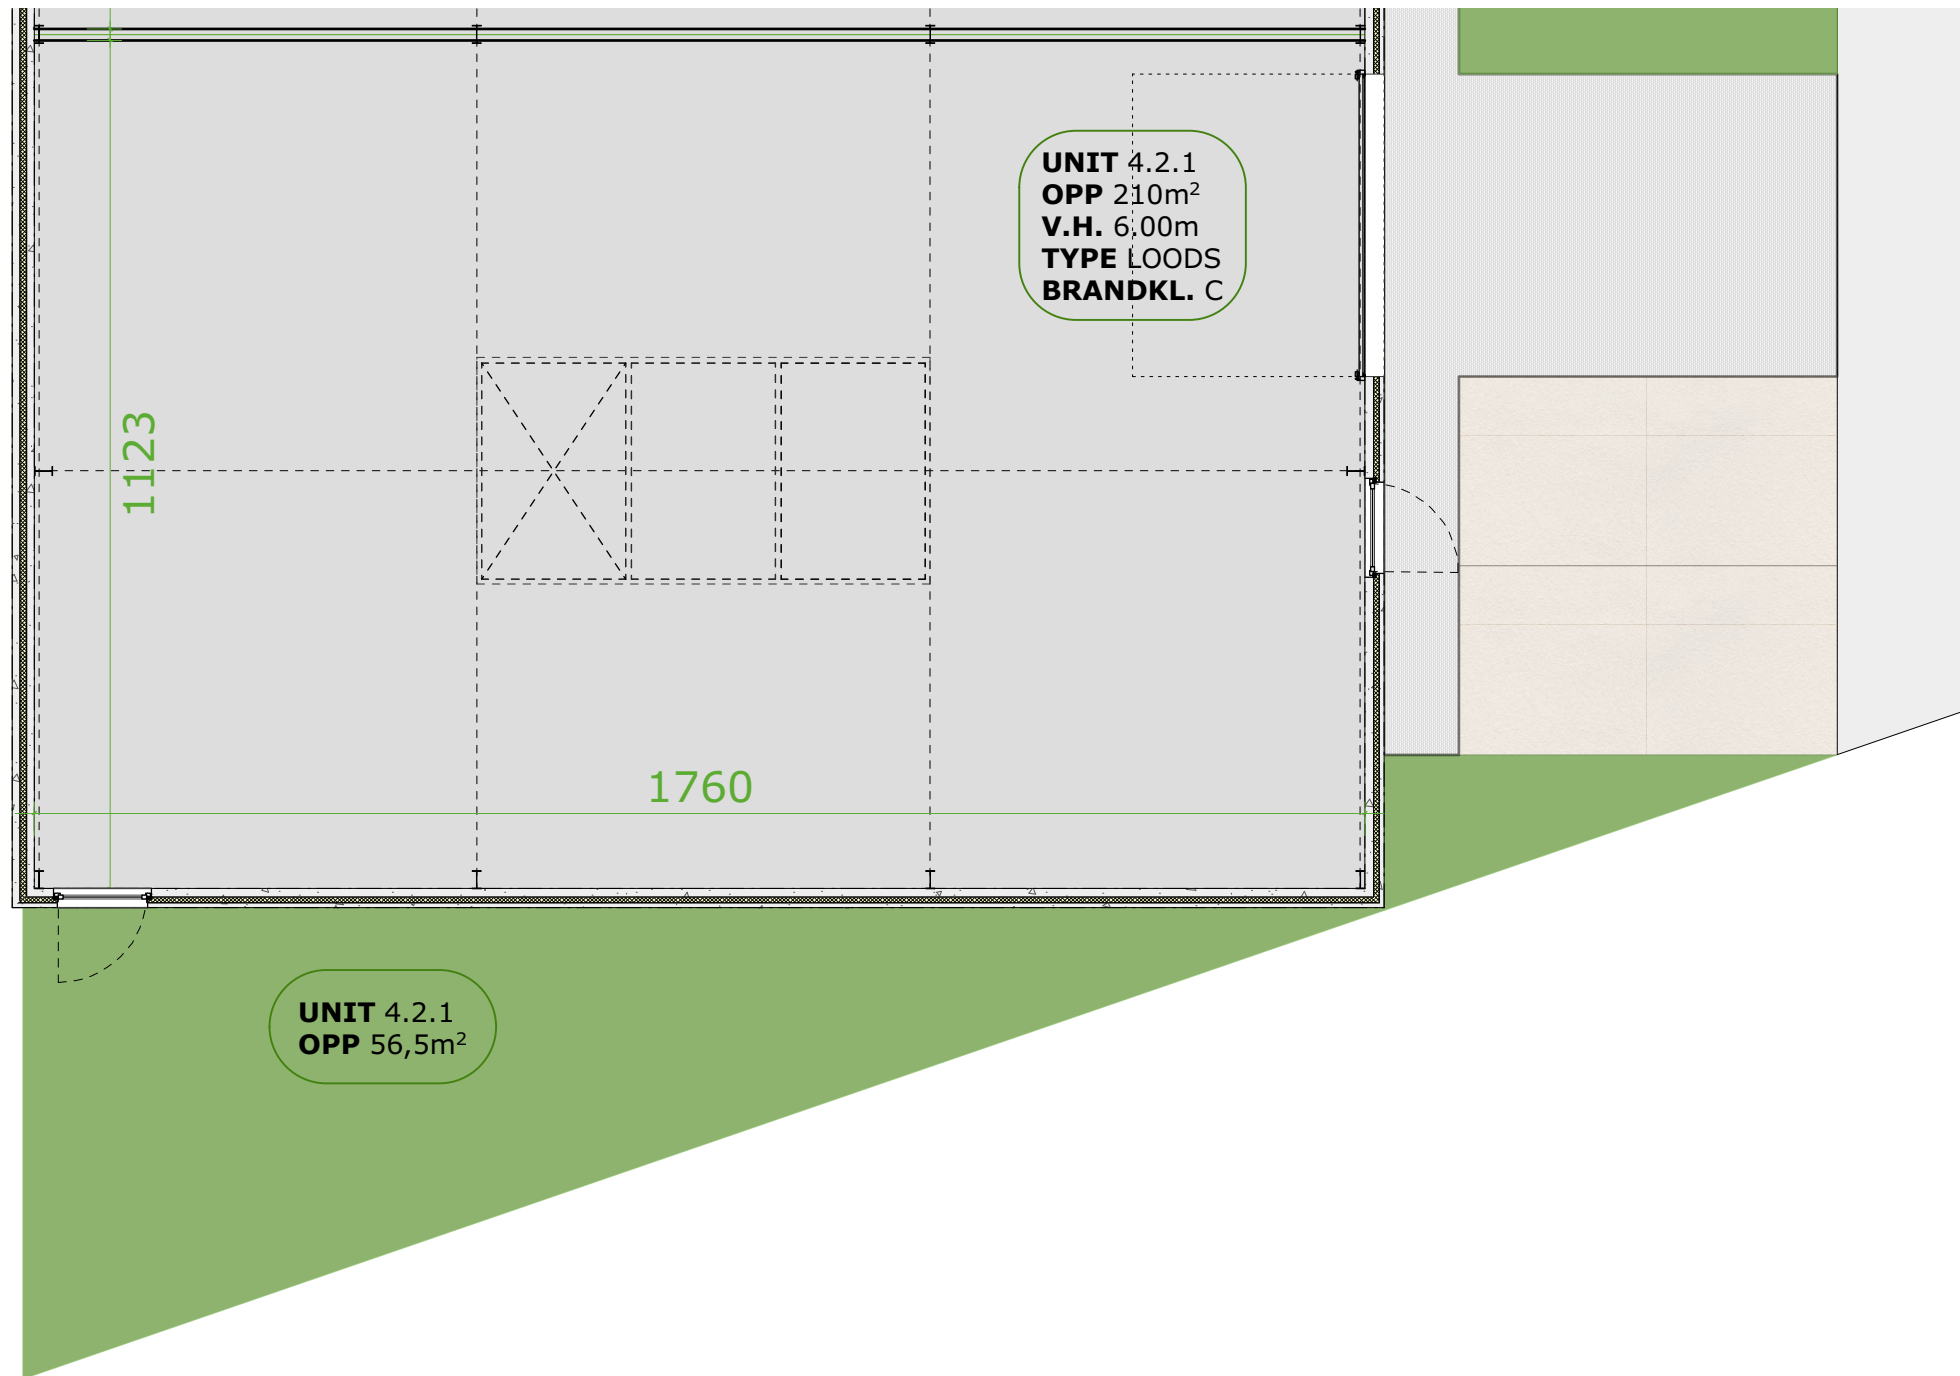 UNIT 4.2.1
OPP 210m²
V.H. 6.00m
TYPE LOODS
BRANDKL. C
1123
1760
UNIT 4.2.1
OPP 56,5m²